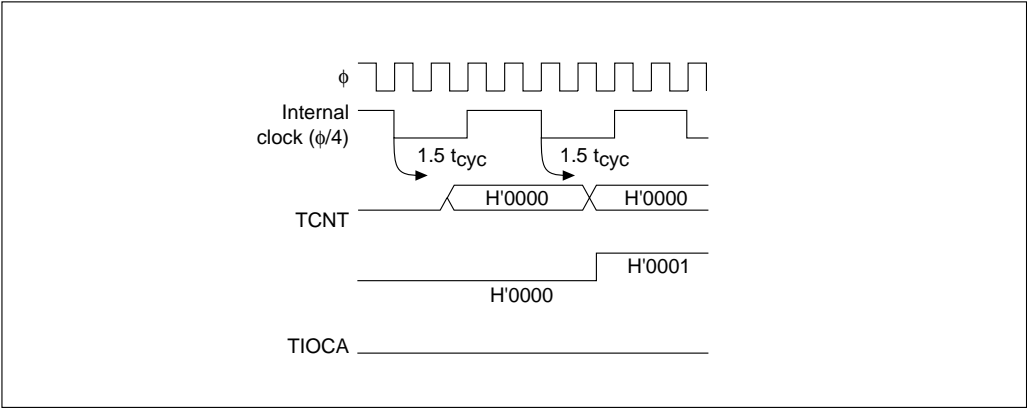 ϕ
Internal
clock (ϕ/4)
1.5 tcyc
1.5 tcyc
H'0000
H'0000
TCNT
H'0001
H'0000
TIOCA